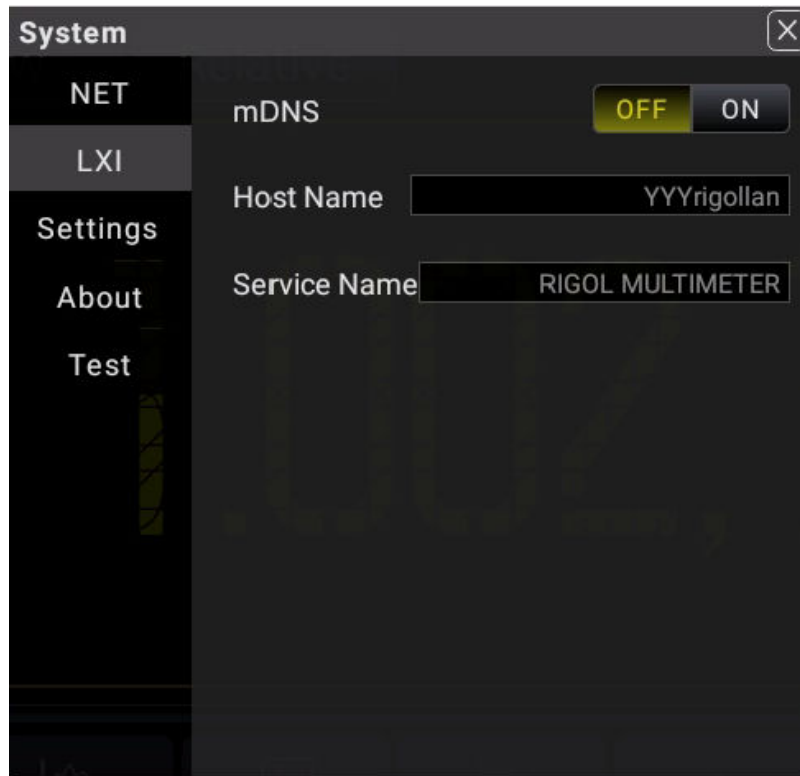 System
NET
LXI
Settings
About
Test
mDNS OFF ON
Host Name YYYrigollan
Service Name RIGOL MULTIMETER